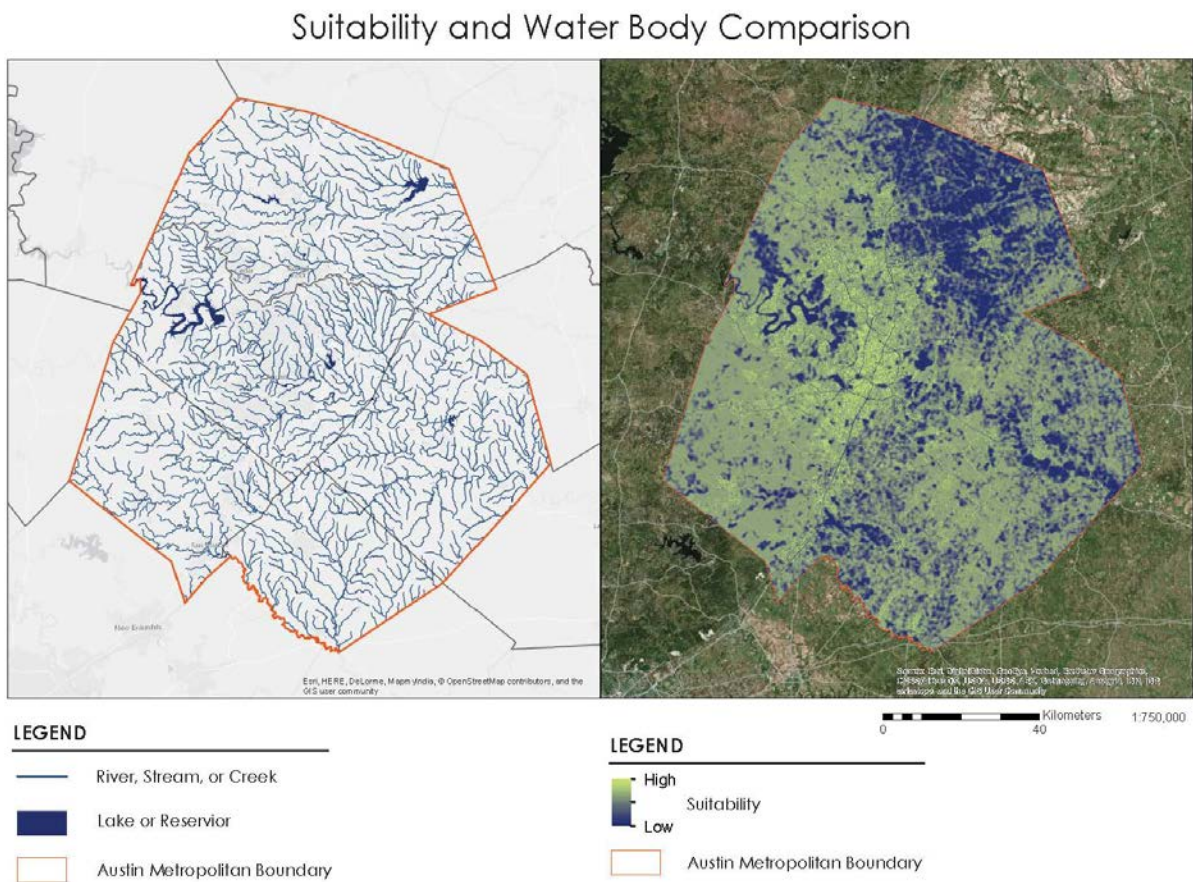 Suitability and Water Body Comparison
Esri, HERE, DeLorme, MapmyIndia, © OpenStreetMap contributors, and the
GIS user community
Kilometers
1:750,000
0
40
LEGEND
River, Stream, or Creek
Lake or Reservior
Austin Metropolitan Boundary
LEGEND
High
Suitability
Low
Austin Metropolitan Boundary